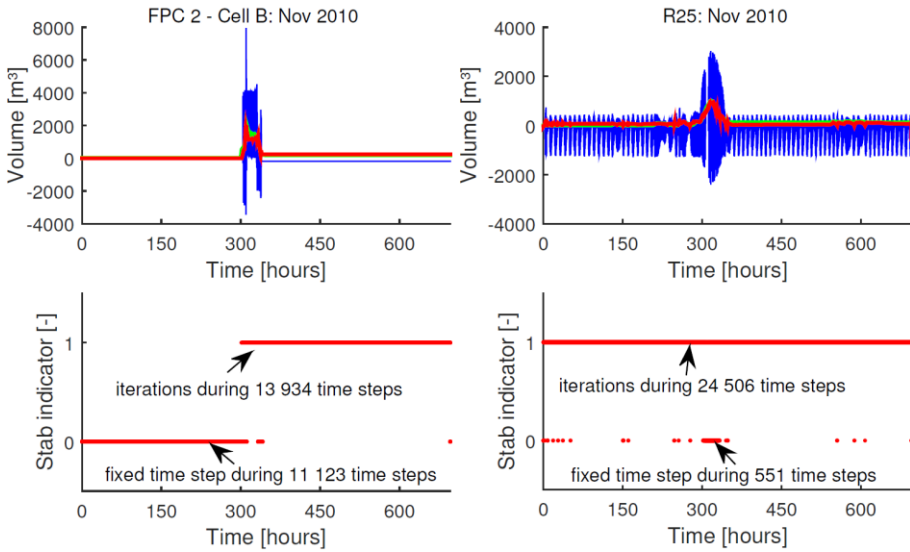 FPC 2 - Cell B: Nov 2010
Volume [m³]
8000
6000
4000
2000
0
-2000
-4000
0 150 300 450 600
Time [hours]
R25: Nov 2010
Volume [m³]
4000
2000
0
-2000
-4000
0 150 300 450 600
Time [hours]
Stab indicator [-]
1
iterations during 13 934 time steps
0
fixed time step during 11 123 time steps
0 150 300 450 600
Time [hours]
Stab indicator [-]
1
iterations during 24 506 time steps
0
fixed time step during 551 time steps
0 150 300 450 600
Time [hours]